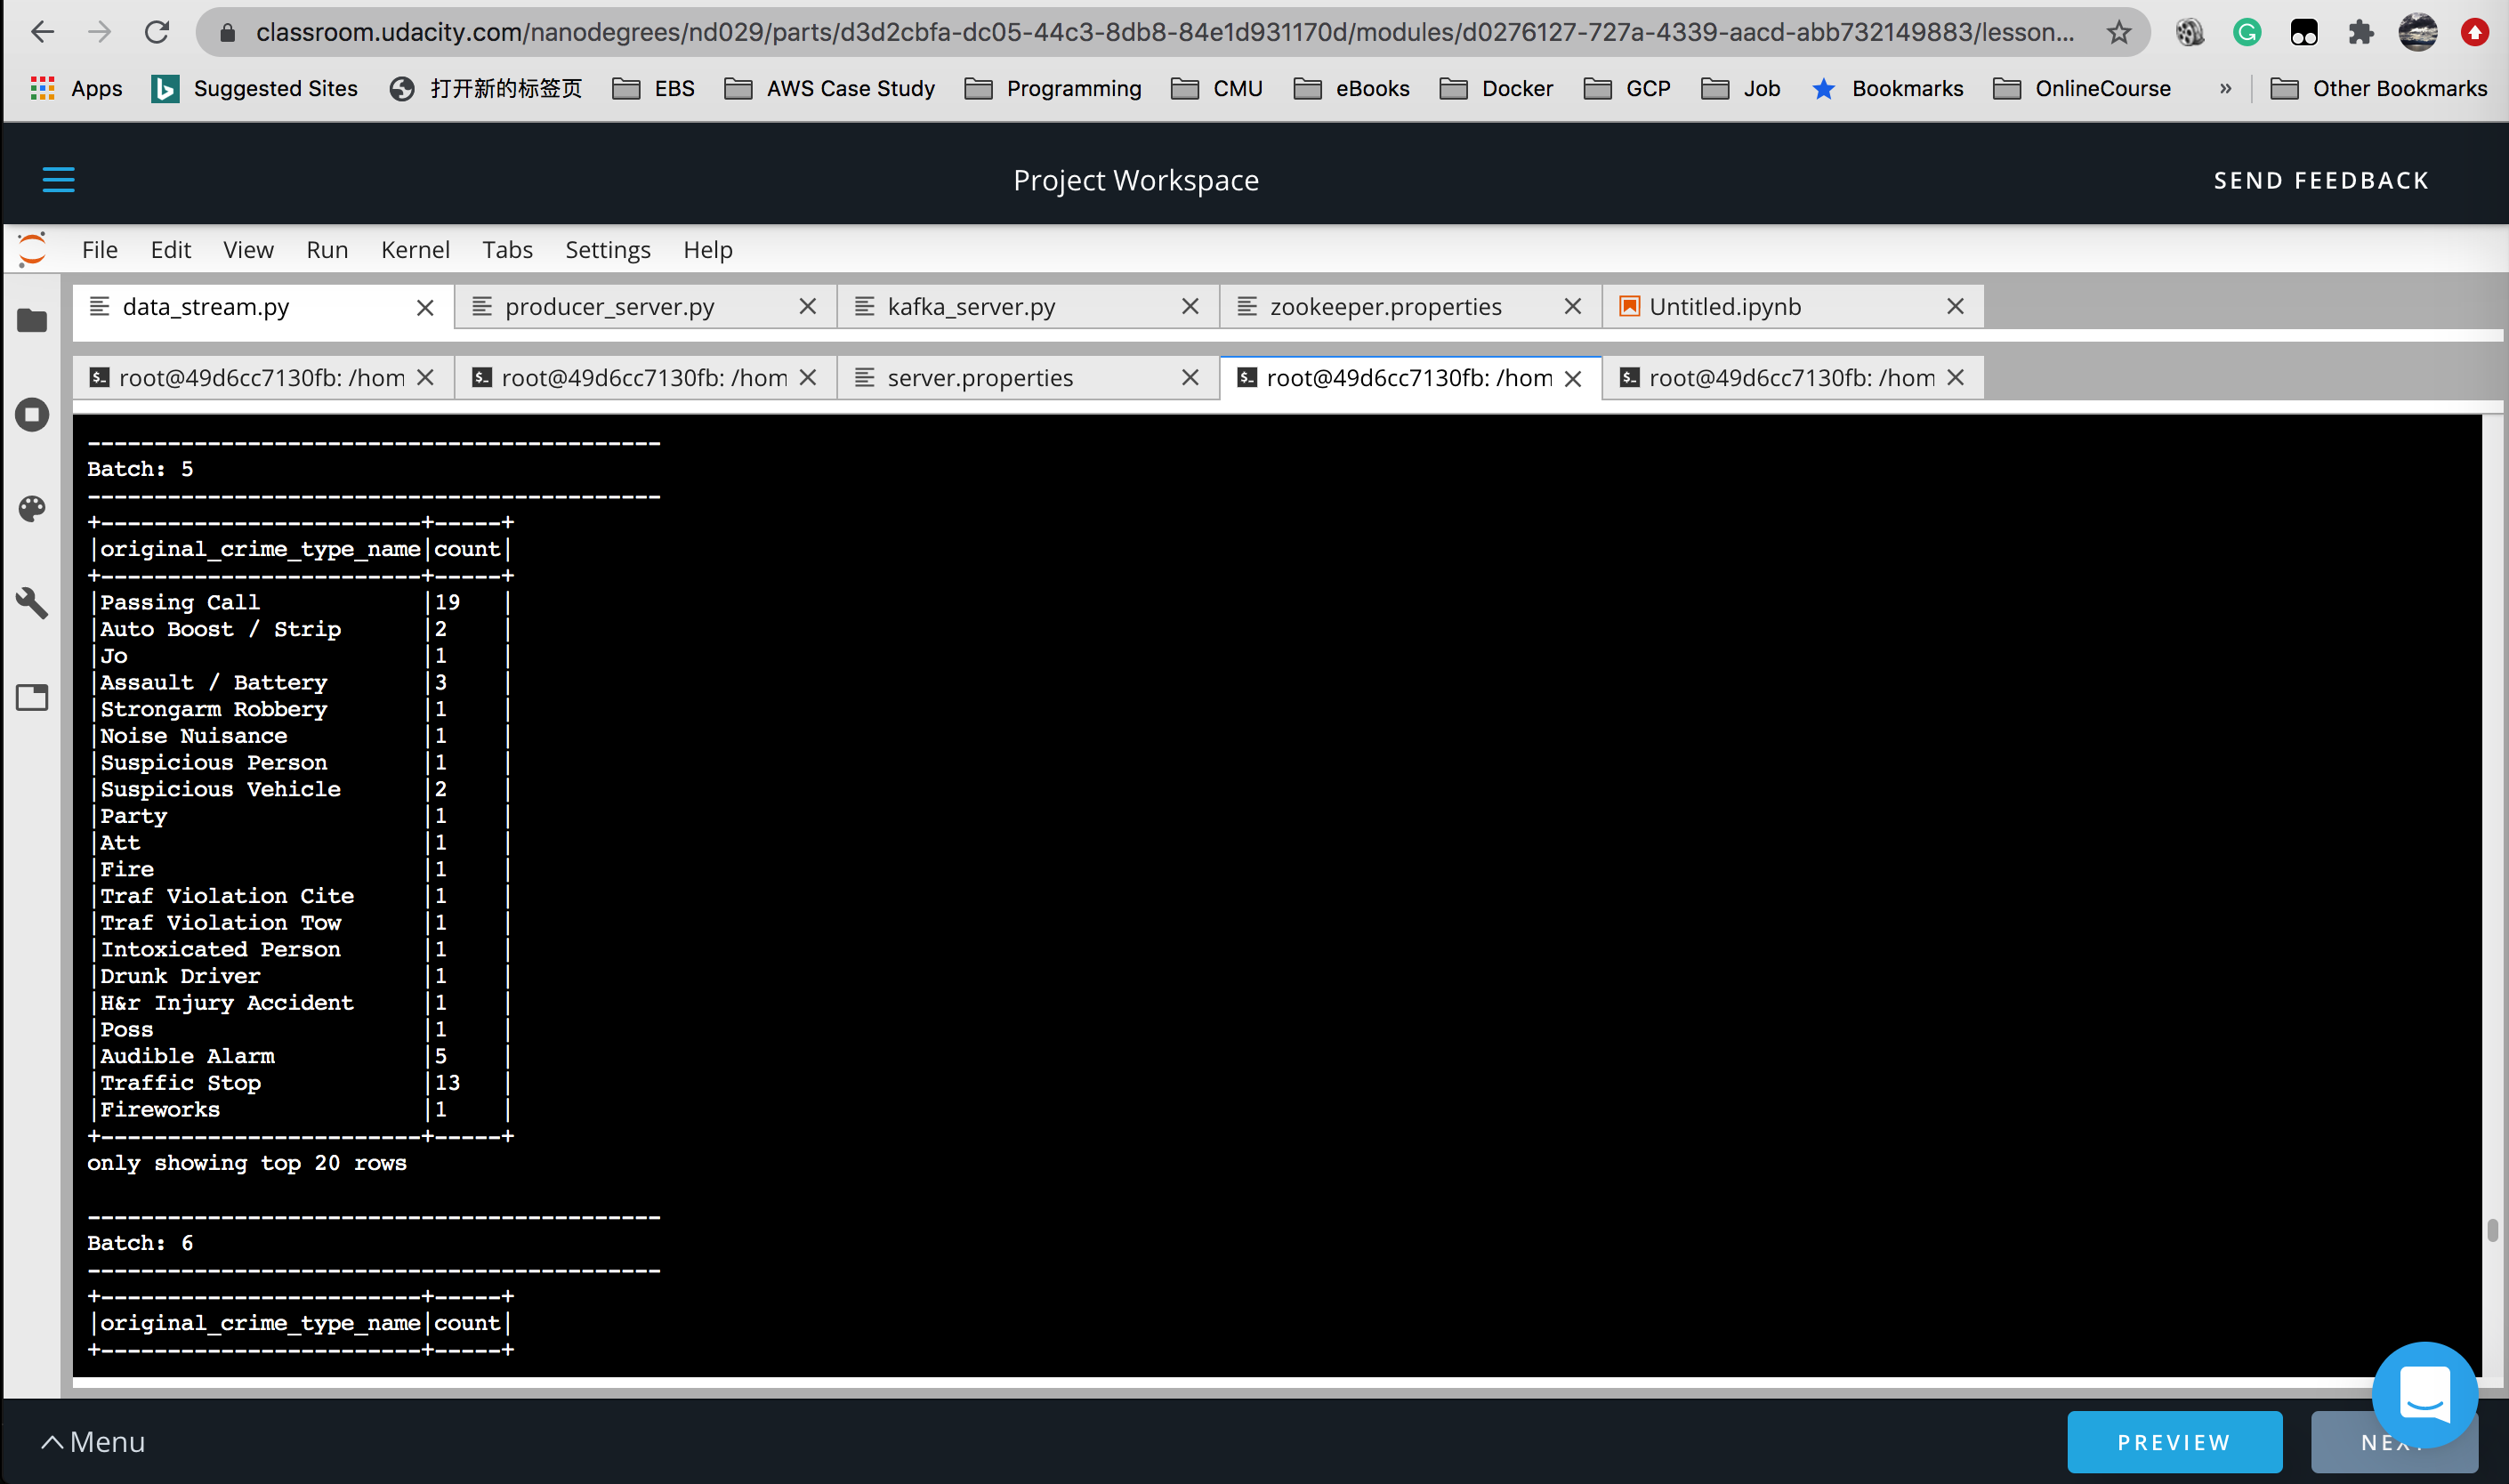 classroom.udacity.com/nanodegrees/nd029/parts/d3d2cbfa-dc05-44c3-8db8-84e1d931170d/modules/d0276127-727a-4339-aacd-abb732149883/lesson...
Apps Suggested Sites 打开新的标签页 EBS AWS Case Study Programming CMU eBooks Docker GCP Job Bookmarks OnlineCourse » Other Bookmarks
Project Workspace SEND FEEDBACK
File Edit View Run Kernel Tabs Settings Help
data_stream.py producer_server.py kafka_server.py zookeeper.properties Untitled.ipynb
root@49d6cc7130fb: /hom root@49d6cc7130fb: /hom server.properties root@49d6cc7130fb: /hom root@49d6cc7130fb: /hom
-------------------------------------------
Batch: 5
-------------------------------------------
+------------------------+-----+
|original_crime_type_name|count|
+------------------------+-----+
|Passing Call            |19   |
|Auto Boost / Strip      |2    |
|Jo                      |1    |
|Assault / Battery       |3    |
|Strongarm Robbery       |1    |
|Noise Nuisance          |1    |
|Suspicious Person       |1    |
|Suspicious Vehicle      |2    |
|Party                   |1    |
|Att                     |1    |
|Fire                    |1    |
|Traf Violation Cite     |1    |
|Traf Violation Tow      |1    |
|Intoxicated Person      |1    |
|Drunk Driver            |1    |
|H&r Injury Accident     |1    |
|Poss                    |1    |
|Audible Alarm           |5    |
|Traffic Stop            |13   |
|Fireworks               |1    |
+------------------------+-----+
only showing top 20 rows
-------------------------------------------
Batch: 6
-------------------------------------------
+------------------------+-----+
|original_crime_type_name|count|
+------------------------+-----+
Menu PREVIEW NEXT